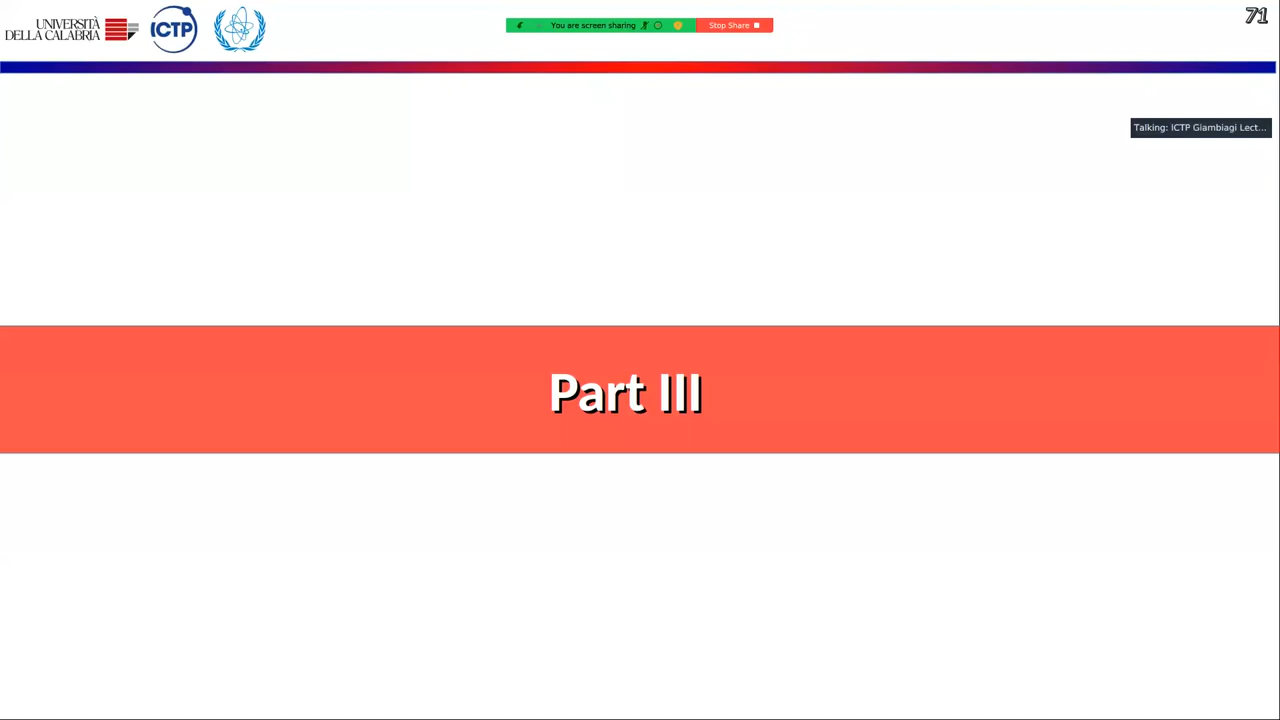 UNIVERSITÀ
DELLA CALABRIA
ICTP
You are screen sharing
Stop Share
71
Talking: ICTP Giambiagi Lect...
Part III